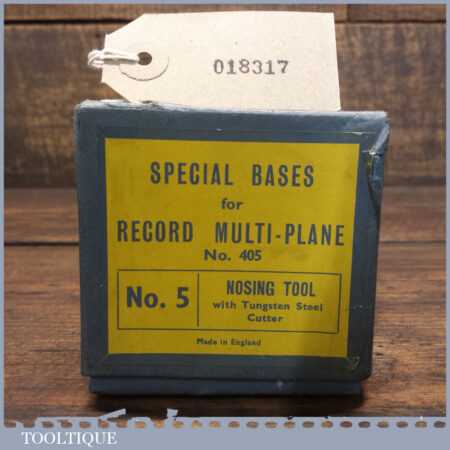 018317
SPECIAL BASES
for
RECORD MULTI-PLANE
No. 405
No. 5
NOSING TOOL
with Tungsten Steel
Cutter
Made in England
TOOLTIQUE